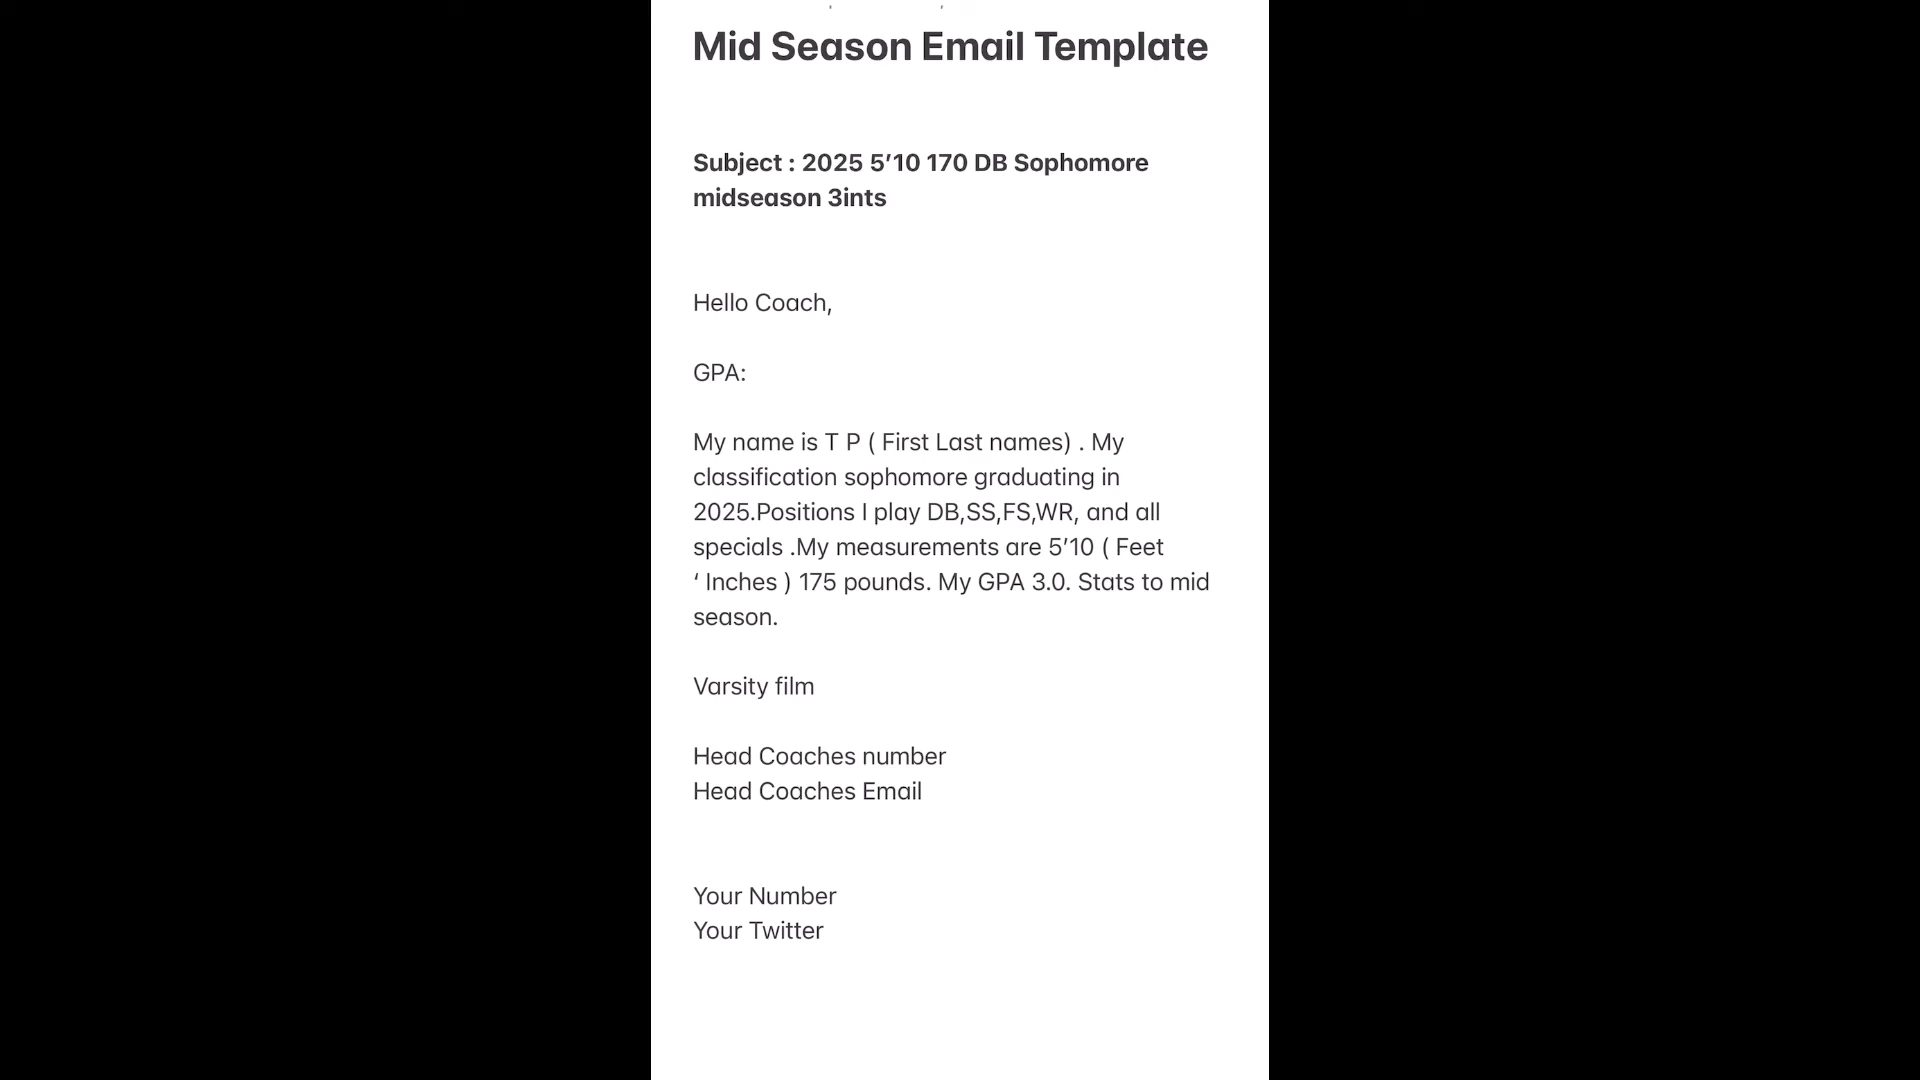 Mid Season Email Template
Subject : 2025 5’10 170 DB Sophomore
midseason 3ints
Hello Coach,
GPA:
My name is T P ( First Last names) . My
classification sophomore graduating in
2025.Positions I play DB,SS,FS,WR, and all
specials .My measurements are 5’10 ( Feet
‘ Inches ) 175 pounds. My GPA 3.0. Stats to mid
season.
Varsity film
Head Coaches number
Head Coaches Email
Your Number
Your Twitter